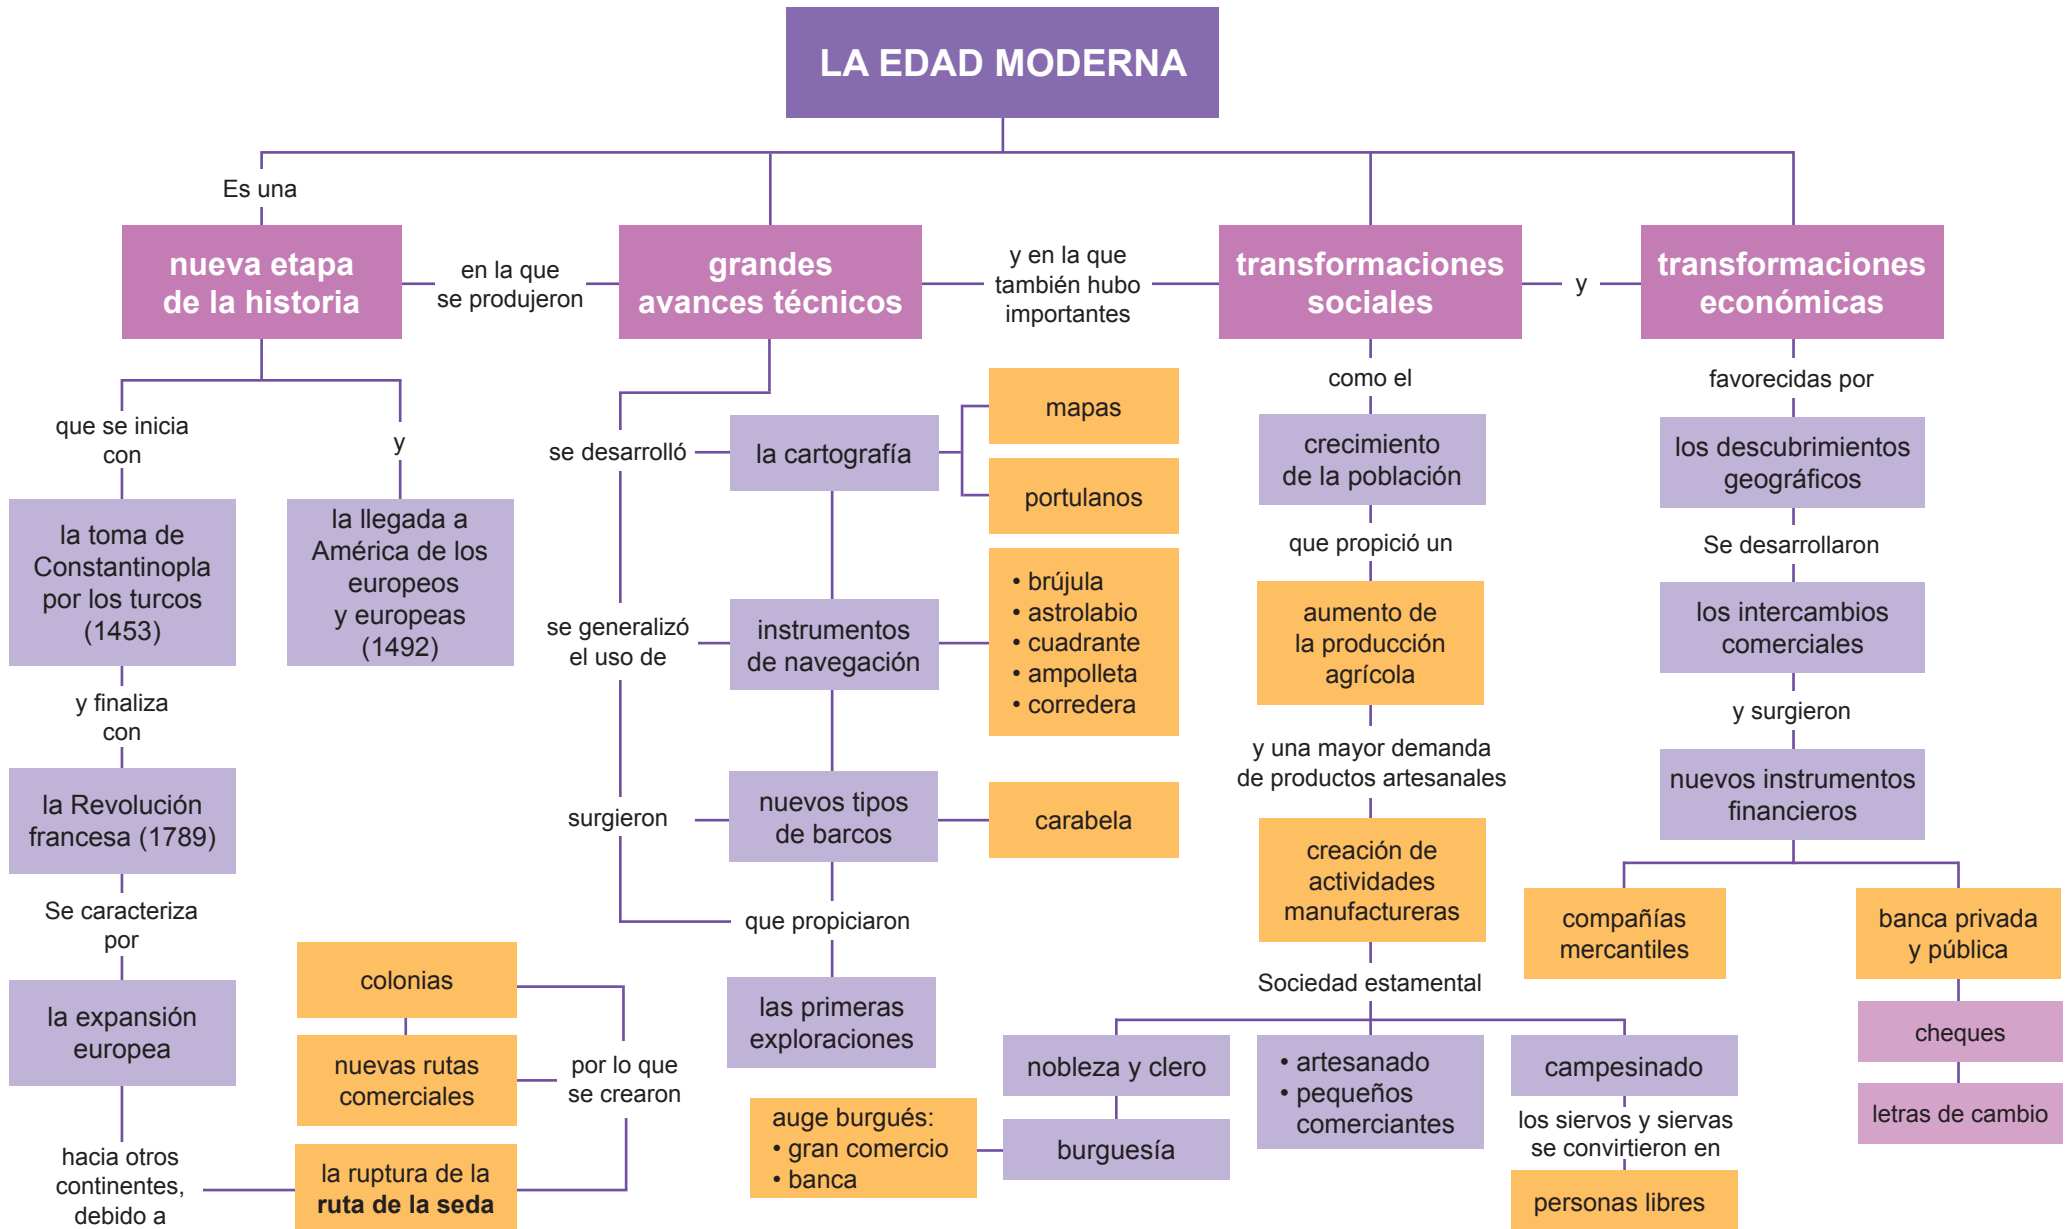 LA EDAD MODERNA
Es una
nueva etapa
de la historia
en la que
se produjeron
grandes
avances técnicos
y en la que
también hubo
importantes
transformaciones
sociales
y
transformaciones
económicas
que se inicia
con
y
la toma de
Constantinopla
por los turcos
(1453)
la llegada a
América de los
europeos
y europeas
(1492)
y finaliza
con
la Revolución
francesa (1789)
Se caracteriza
por
la expansión
europea
hacia otros
continentes,
debido a
la ruptura de la
ruta de la seda
por lo que
se crearon
colonias
nuevas rutas
comerciales
se desarrolló
la cartografía
mapas
portulanos
se generalizó
el uso de
instrumentos
de navegación
• brújula
• astrolabio
• cuadrante
• ampolleta
• corredera
surgieron
nuevos tipos
de barcos
carabela
que propiciaron
las primeras
exploraciones
como el
crecimiento
de la población
que propició un
aumento de
la producción
agrícola
y una mayor demanda
de productos artesanales
creación de
actividades
manufactureras
Sociedad estamental
nobleza y clero
burguesía
auge burgués:
• gran comercio
• banca
• artesanado
• pequeños
comerciantes
campesinado
los siervos y siervas
se convirtieron en
personas libres
favorecidas por
los descubrimientos
geográficos
Se desarrollaron
los intercambios
comerciales
y surgieron
nuevos instrumentos
financieros
compañías
mercantiles
banca privada
y pública
cheques
letras de cambio